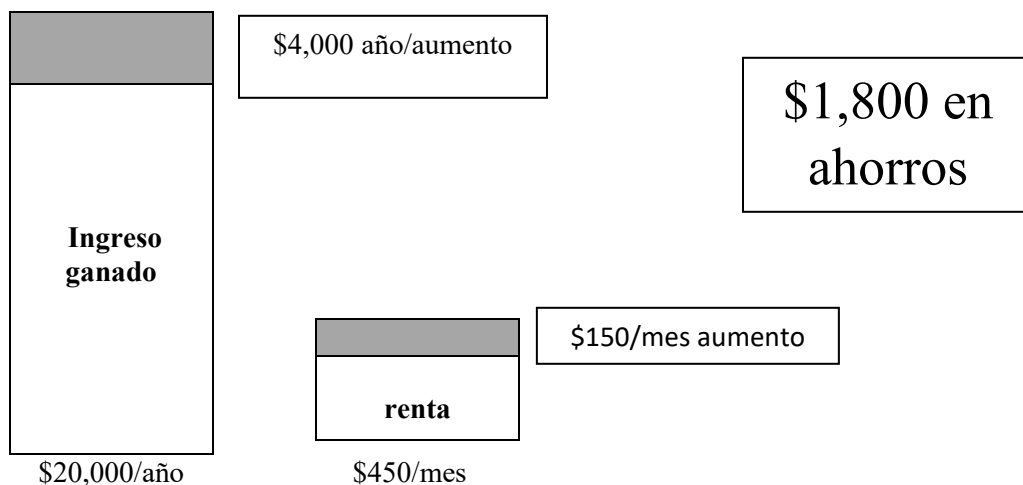 $4,000 año/aumento
$1,800 en
ahorros
Ingreso
ganado
$150/mes aumento
renta
$20,000/año
$450/mes